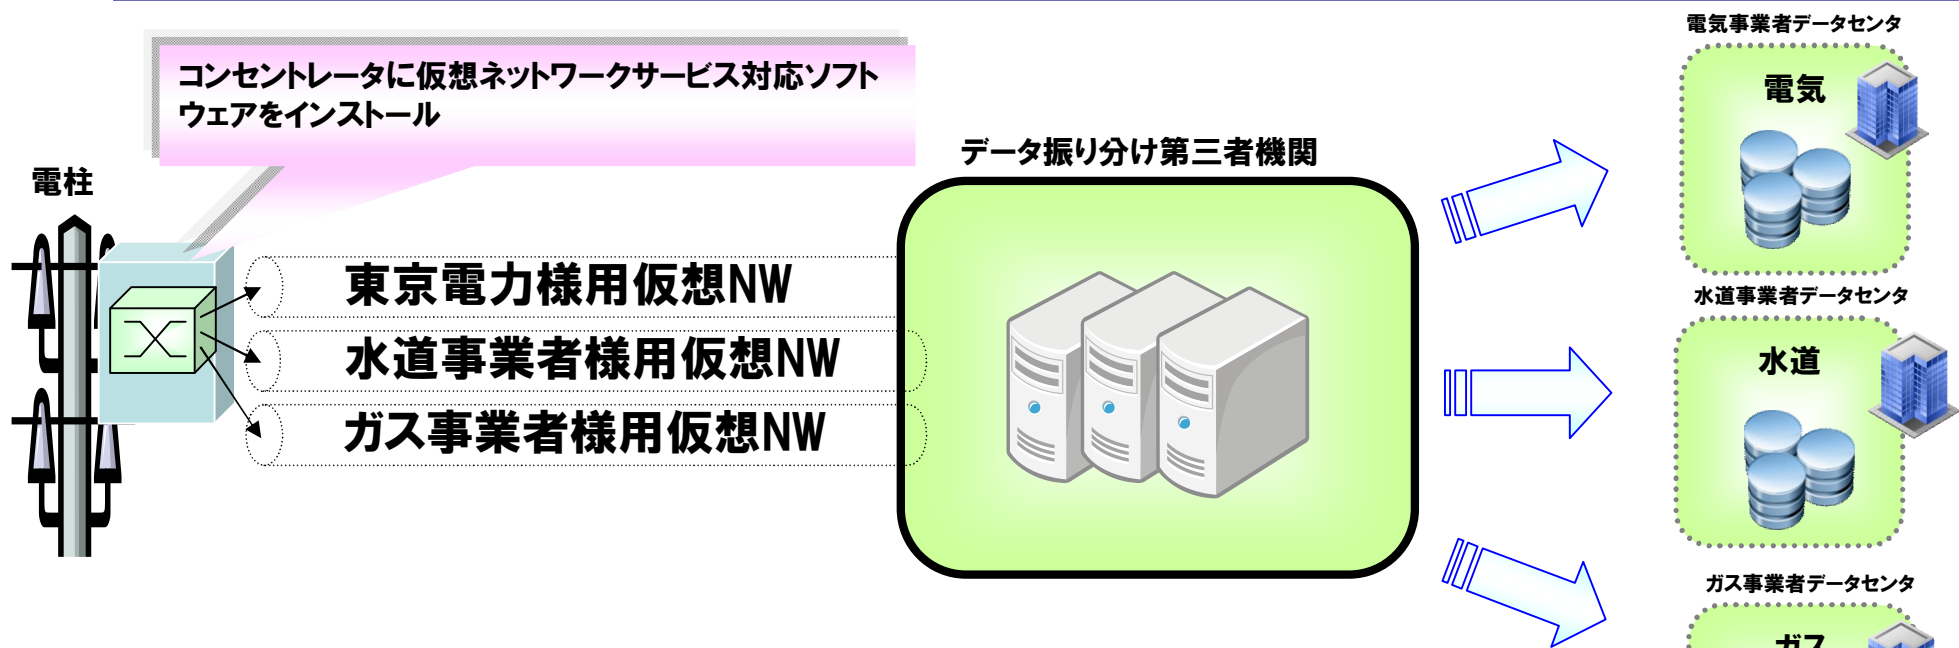 電気事業者データセンタ
コンセントレータに仮想ネットワークサービス対応ソフト
ウェアをインストール
電気
データ振り分け第三者機関
電柱
東京電力様用仮想NW
水道事業者データセンタ
水道事業者様用仮想NW
水道
ガス事業者様用仮想NW
ガス事業者データセンタ
ガス